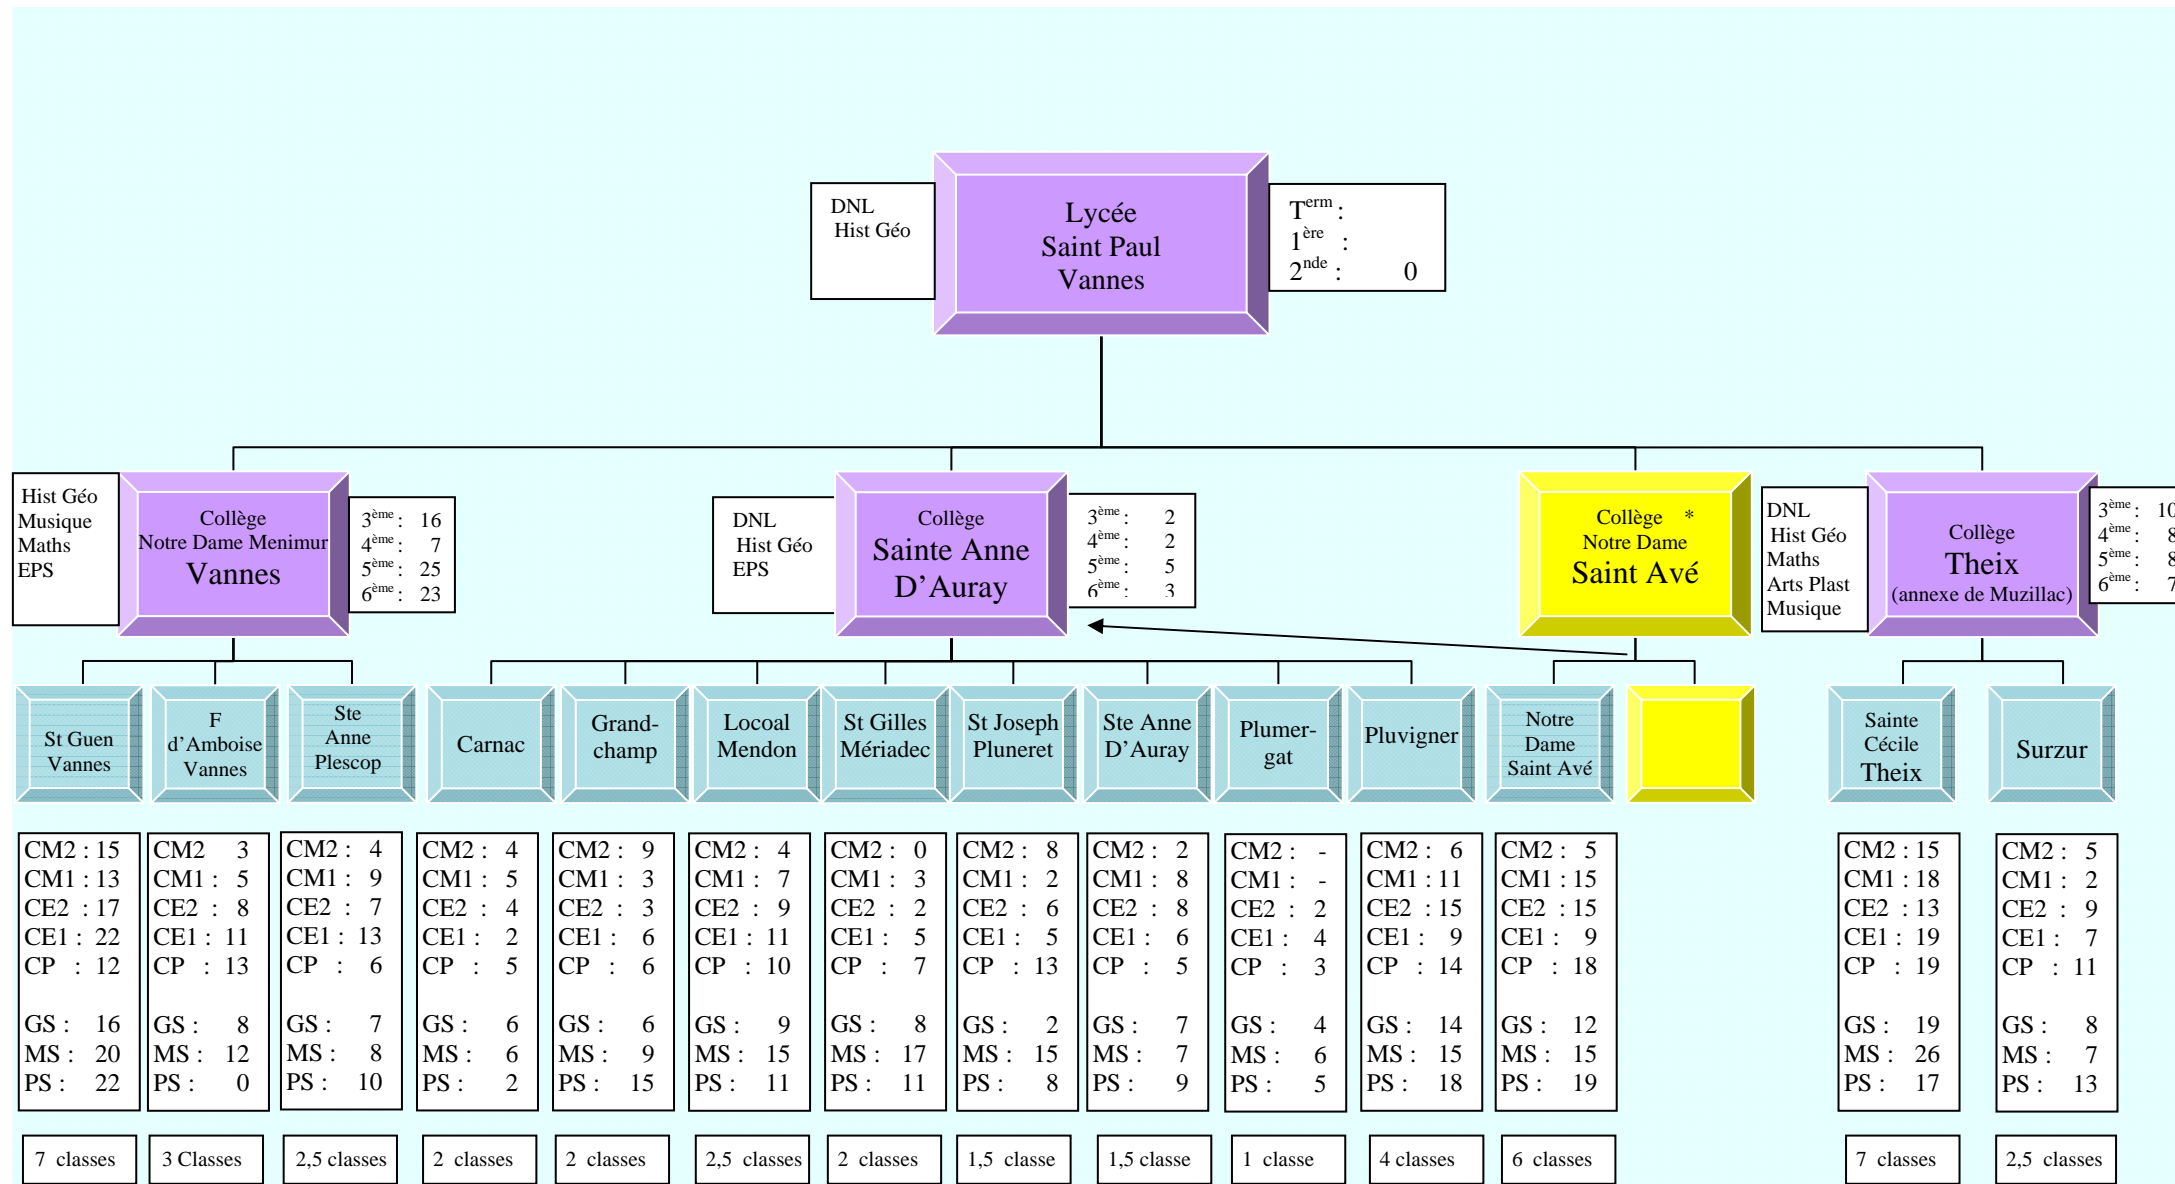 DNL
Hist Géo
Lycée
Saint Paul
Vannes
Term :
1ère :
2nde : 0
Hist Géo
Musique
Maths
EPS
Collège
Notre Dame Menimur
Vannes
3ème : 16
4ème : 7
5ème : 25
6ème : 23
DNL
Hist Géo
EPS
Collège
Sainte Anne
D’Auray
3ème : 2
4ème : 2
5ème : 5
6ème : 3
Collège *
Notre Dame
Saint Avé
DNL
Hist Géo
Maths
Arts Plast
Musique
Collège
Theix
(annexe de Muzillac)
3ème : 10
4ème : 8
5ème : 8
6ème : 7
St Guen
Vannes
F
d’Amboise
Vannes
Ste
Anne
Plescop
Carnac
Grand-
champ
Locoal
Mendon
St Gilles
Mériadec
St Joseph
Pluneret
Ste Anne
D’Auray
Plumer-
gat
Pluvigner
Notre
Dame
Saint Avé
Sainte
Cécile
Theix
Surzur
CM2 : 15
CM1 : 13
CE2 : 17
CE1 : 22
CP : 12
GS : 16
MS : 20
PS : 22
CM2 3
CM1 : 5
CE2 : 8
CE1 : 11
CP : 13
GS : 8
MS : 12
PS : 0
CM2 : 4
CM1 : 9
CE2 : 7
CE1 : 13
CP : 6
GS : 7
MS : 8
PS : 10
CM2 : 4
CM1 : 5
CE2 : 4
CE1 : 2
CP : 5
GS : 6
MS : 6
PS : 2
CM2 : 9
CM1 : 3
CE2 : 3
CE1 : 6
CP : 6
GS : 6
MS : 9
PS : 15
CM2 : 4
CM1 : 7
CE2 : 9
CE1 : 11
CP : 10
GS : 9
MS : 15
PS : 11
CM2 : 0
CM1 : 3
CE2 : 2
CE1 : 5
CP : 7
GS : 8
MS : 17
PS : 11
CM2 : 8
CM1 : 2
CE2 : 6
CE1 : 5
CP : 13
GS : 2
MS : 15
PS : 8
CM2 : 2
CM1 : 8
CE2 : 8
CE1 : 6
CP : 5
GS : 7
MS : 7
PS : 9
CM2 : -
CM1 : -
CE2 : 2
CE1 : 4
CP : 3
GS : 4
MS : 6
PS : 5
CM2 : 6
CM1 : 11
CE2 : 15
CE1 : 9
CP : 14
GS : 14
MS : 15
PS : 18
CM2 : 5
CM1 : 15
CE2 : 15
CE1 : 9
CP : 18
GS : 12
MS : 15
PS : 19
CM2 : 15
CM1 : 18
CE2 : 13
CE1 : 19
CP : 19
GS : 19
MS : 26
PS : 17
CM2 : 5
CM1 : 2
CE2 : 9
CE1 : 7
CP : 11
GS : 8
MS : 7
PS : 13
7 classes
3 Classes
2,5 classes
2 classes
2 classes
2,5 classes
2 classes
1,5 classe
1,5 classe
1 classe
4 classes
6 classes
7 classes
2,5 classes